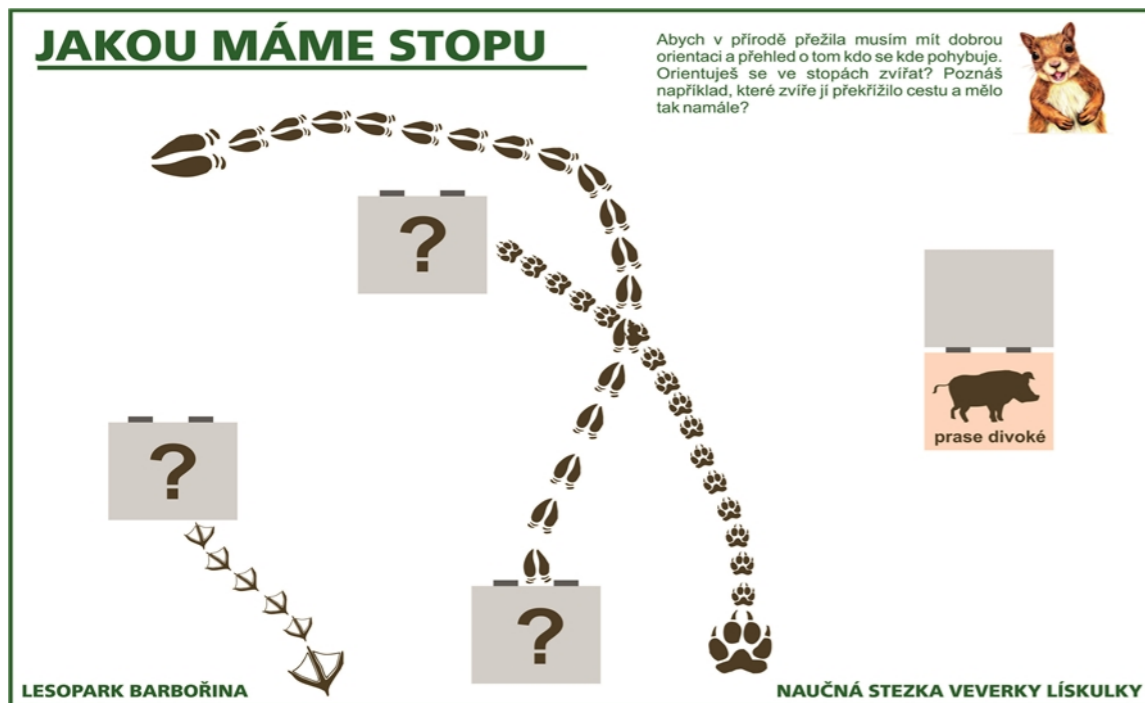 JAKOU MÁME STOPU
Abych v přírodě přežila musím mít dobrou
orientaci a přehled o tom kdo se kde pohybuje.
Orientuješ se ve stopách zvířat? Poznáš
například, které zvíře jí překřížilo cestu a mělo
tak namále?
?
?
prase divoké
?
LESOPARK BARBOŘINA
NAUČNÁ STEZKA VEVERKY LÍSKULKY